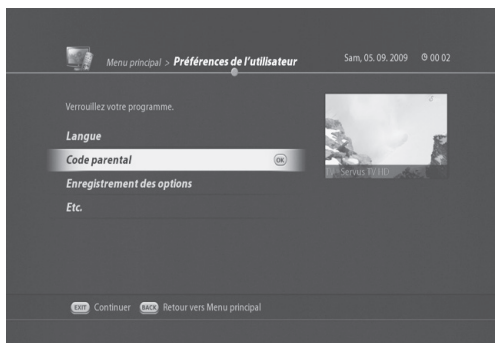 Menu principal > Préférences de l'utilisateur
Sam, 05. 09. 2009 00 02
Verrouillez votre programme.
Langue
Code parental OK
Enregistrement des options
Etc.
TV - Servus TV HD
EXIT Continuer BACK Retour vers Menu principal